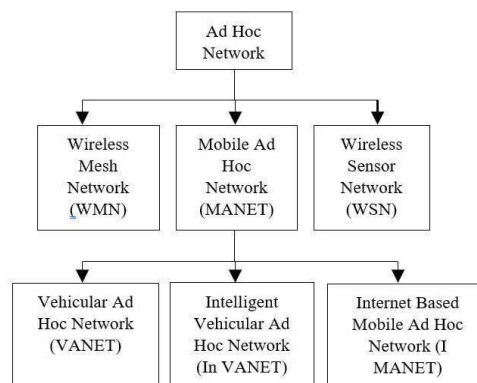 Ad Hoc
Network
Wireless
Mesh
Network
(WMN)
Mobile Ad
Hoc
Network
(MANET)
Wireless
Sensor
Network
(WSN)
Vehicular Ad
Hoc Network
(VANET)
Intelligent
Vehicular Ad
Hoc Network
(In VANET)
Internet Based
Mobile Ad Hoc
Network (I
MANET)